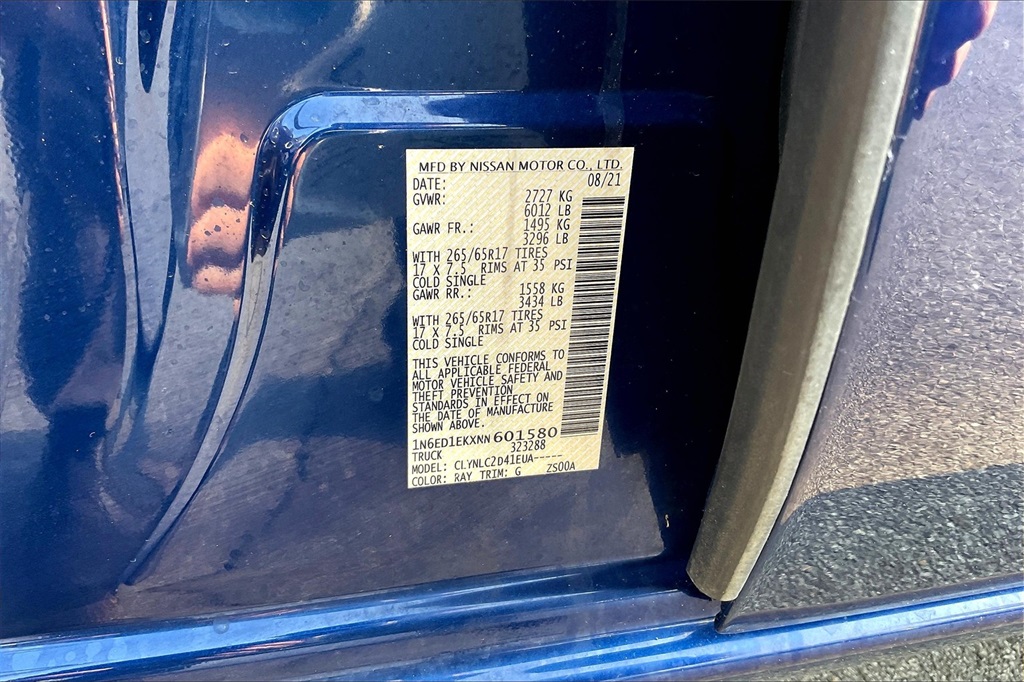 MFD BY NISSAN MOTOR CO., LTD.
DATE: 08/21
GVWR: 2727 KG
6012 LB
GAWR FR.: 1495 KG
3296 LB
WITH 265/65R17 TIRES
17 X 7.5 RIMS AT 35 PSI
COLD SINGLE
GAWR RR.: 1558 KG
3434 LB
WITH 265/65R17 TIRES
17 X 7.5 RIMS AT 35 PSI
COLD SINGLE
THIS VEHICLE CONFORMS TO
ALL APPLICABLE FEDERAL
MOTOR VEHICLE SAFETY AND
THEFT PREVENTION
STANDARDS IN EFFECT ON
THE DATE OF MANUFACTURE
SHOWN ABOVE.
1N6ED1EKXNN601580
TRUCK 323288
MODEL: CLYNLC2D41EUA-----
COLOR: RAY TRIM: G ZS00A